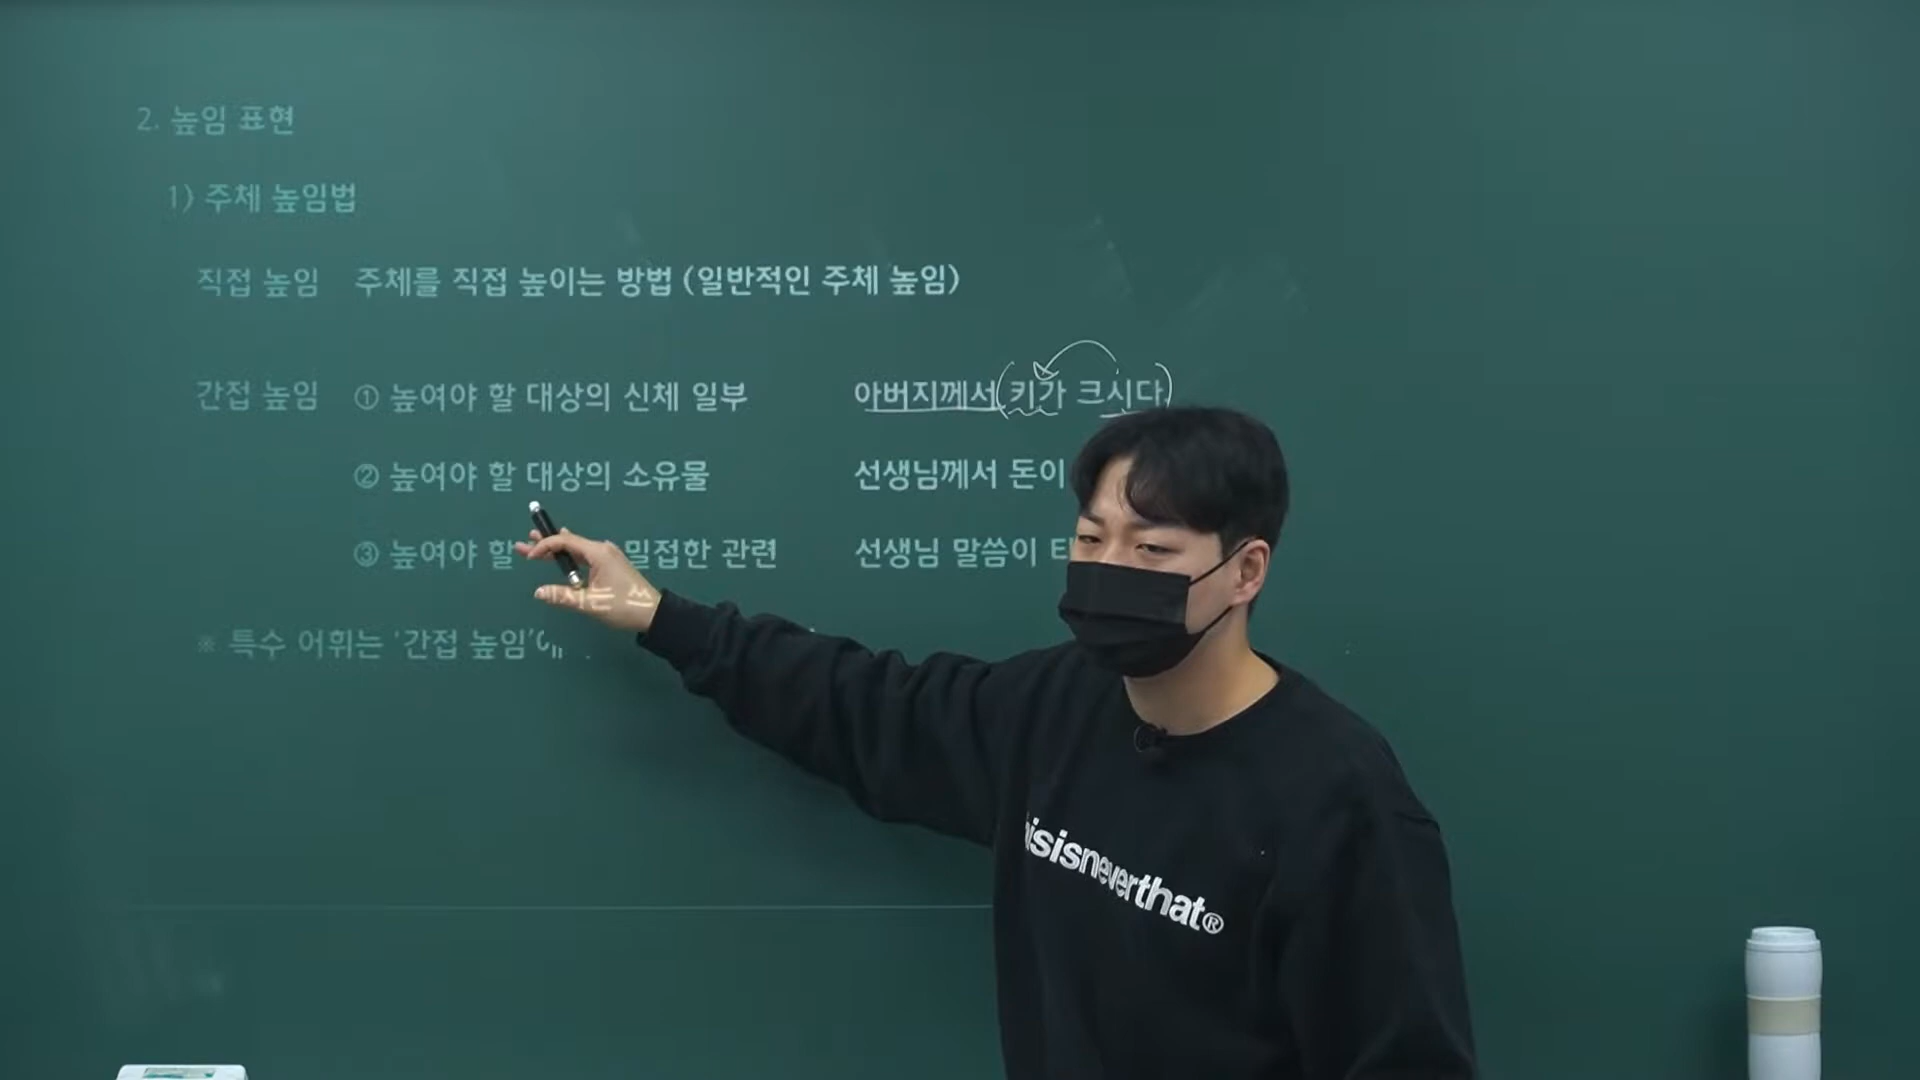 2. 높임 표현
1) 주체 높임법
직접 높임 주체를 직접 높이는 방법 (일반적인 주체 높임)
간접 높임 ① 높여야 할 대상의 신체 일부 아버지께서 키가 크시다.
② 높여야 할 대상의 소유물 선생님께서 돈이
③ 높여야 할 밀접한 관련 선생님 말씀이
※ 특수 어휘는 '간접 높임'에서는 쓰
isisneverthat®